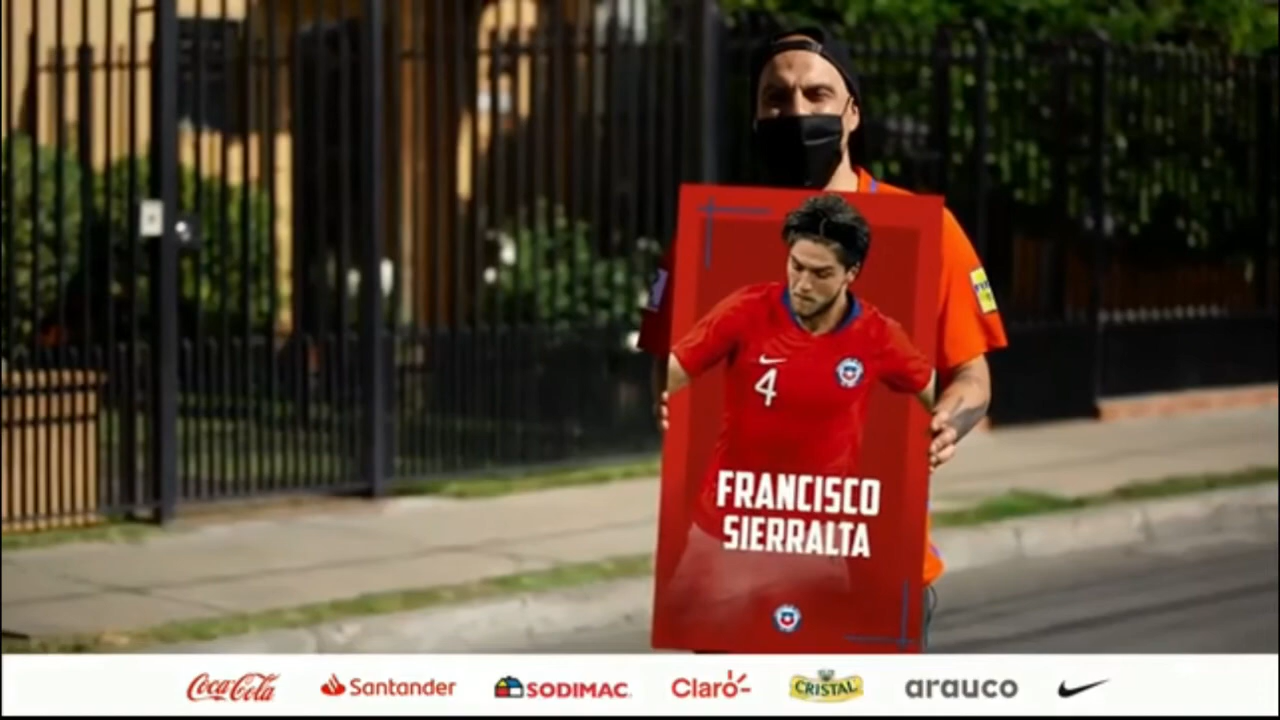 4
FRANCISCO
SIERRALTA
Coca-Cola
Santander
SODIMAC
Claro
CRISTAL
arauco